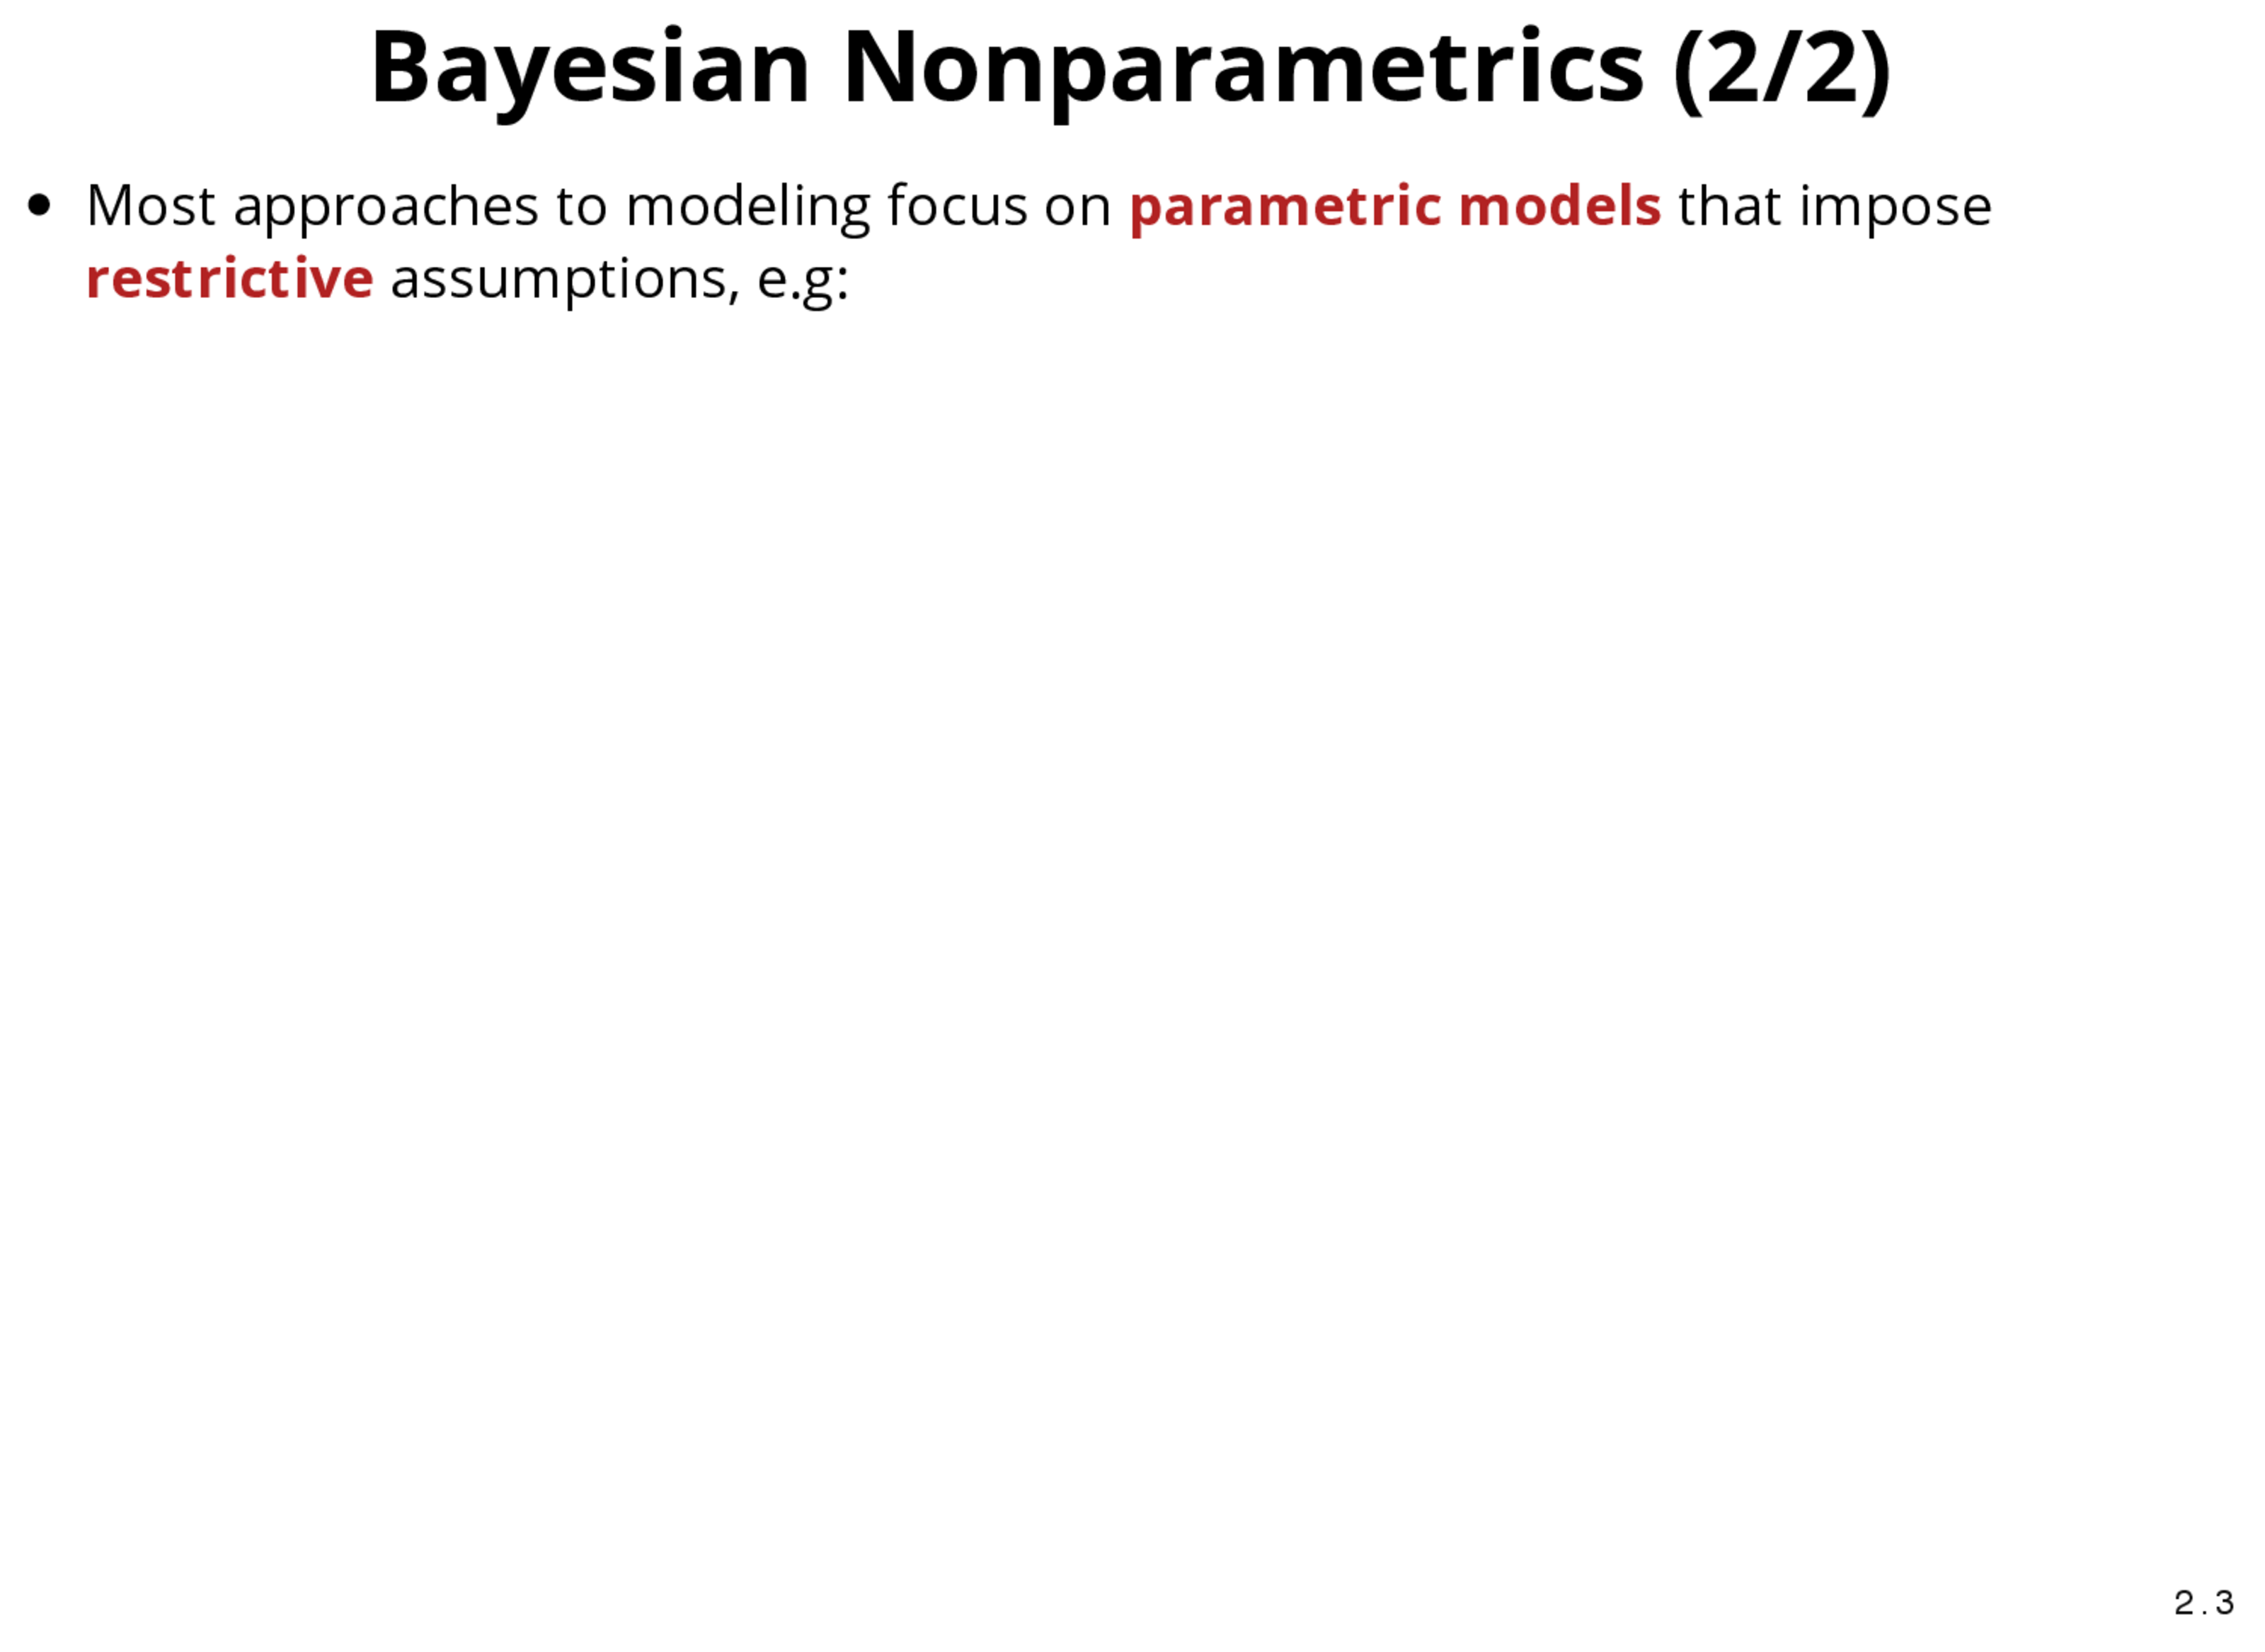 Bayesian Nonparametrics (2/2)
• Most approaches to modeling focus on parametric models that impose
restrictive assumptions, e.g:
2.3